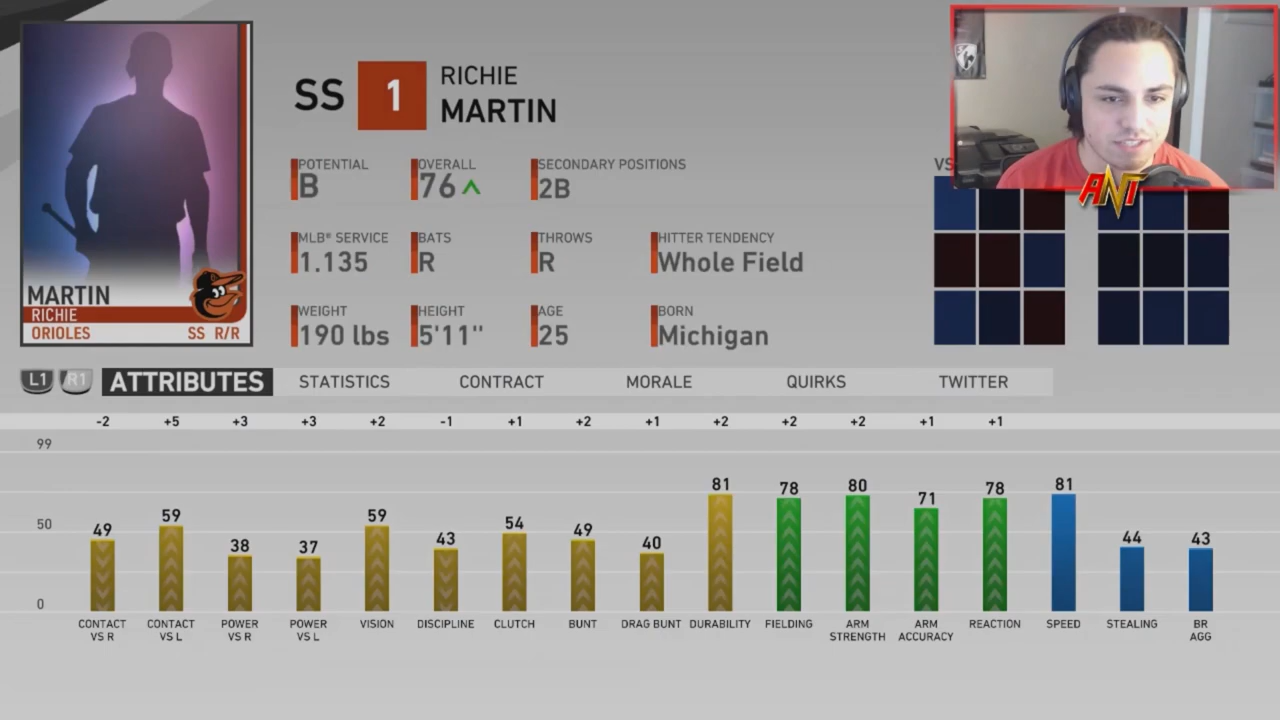 SS 1 RICHIE
MARTIN
POTENTIAL OVERALL SECONDARY POSITIONS
B 76 2B
MLB® SERVICE BATS THROWS HITTER TENDENCY
1.135 R R Whole Field
WEIGHT HEIGHT AGE BORN
190 lbs 5'11" 25 Michigan
MARTIN
RICHIE
ORIOLES SS R/R
VS
ANT
L1 R1 ATTRIBUTES STATISTICS CONTRACT MORALE QUIRKS TWITTER
-2 +5 +3 +3 +2 -1 +1 +2 +1 +2 +2 +2 +1 +1
99
50
0
49 59 38 37 59 43 54 49 40 81 78 80 71 78 81 44 43
CONTACT CONTACT POWER POWER VISION DISCIPLINE CLUTCH BUNT DRAG BUNT DURABILITY FIELDING ARM ARM REACTION SPEED STEALING BR
VS R VS L VS R VS L STRENGTH ACCURACY AGG